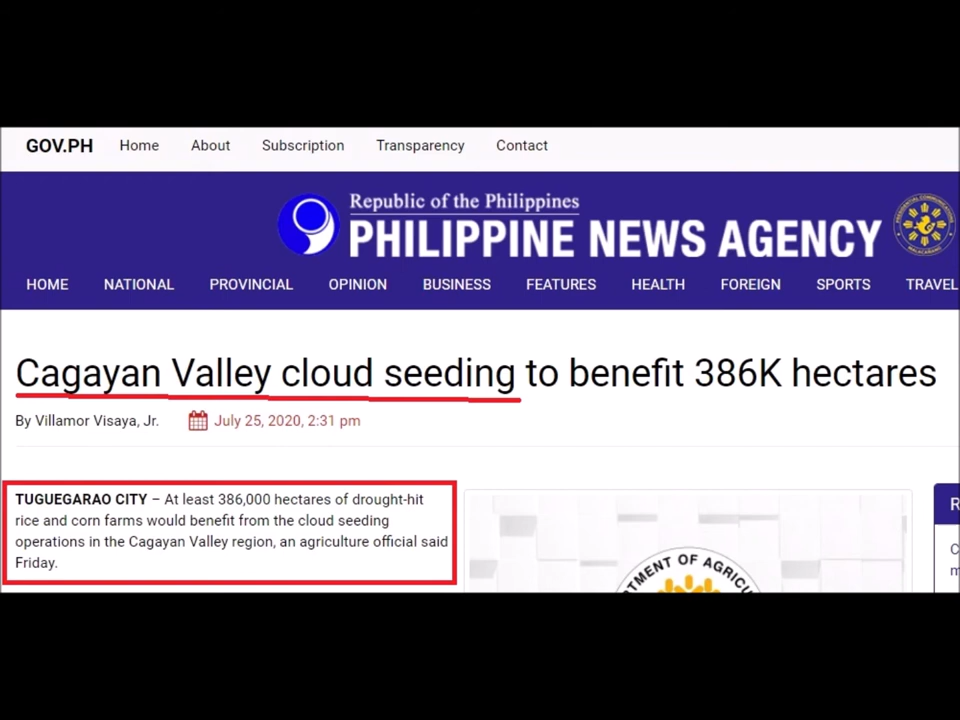 GOV.PH Home About Subscription Transparency Contact
Republic of the Philippines
PHILIPPINE NEWS AGENCY
HOME NATIONAL PROVINCIAL OPINION BUSINESS FEATURES HEALTH FOREIGN SPORTS TRAVEL
Cagayan Valley cloud seeding to benefit 386K hectares
By Villamor Visaya, Jr. July 25, 2020, 2:31 pm
TUGUEGARAO CITY – At least 386,000 hectares of drought-hit
rice and corn farms would benefit from the cloud seeding
operations in the Cagayan Valley region, an agriculture official said
Friday.